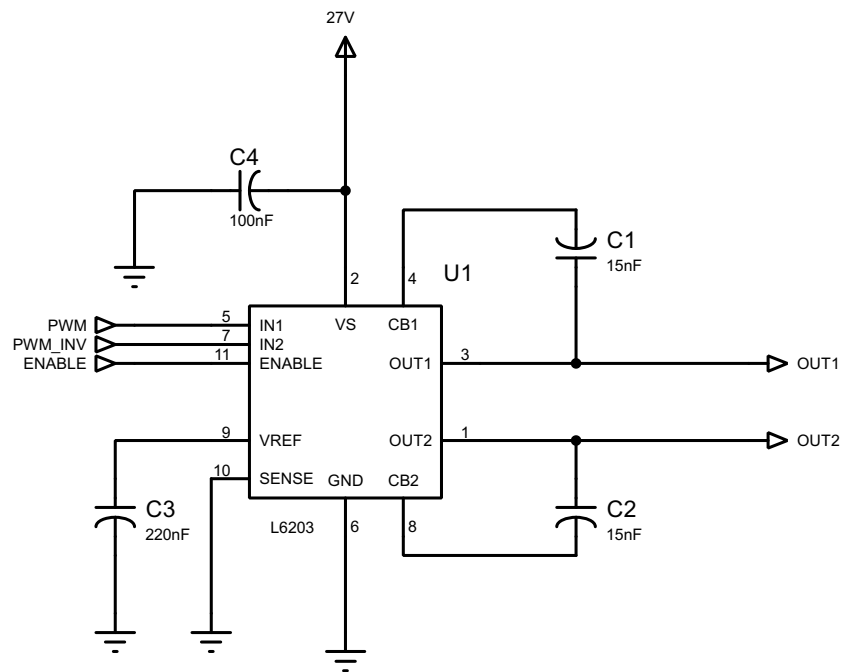 27V
C4
100nF
C1
15nF
2
4
U1
PWM
5
IN1
VS
CB1
PWM_INV
7
IN2
ENABLE
11
ENABLE
OUT1
3
OUT1
9
VREF
OUT2
1
OUT2
10
SENSE
GND
CB2
C3
220nF
L6203
6
8
C2
15nF